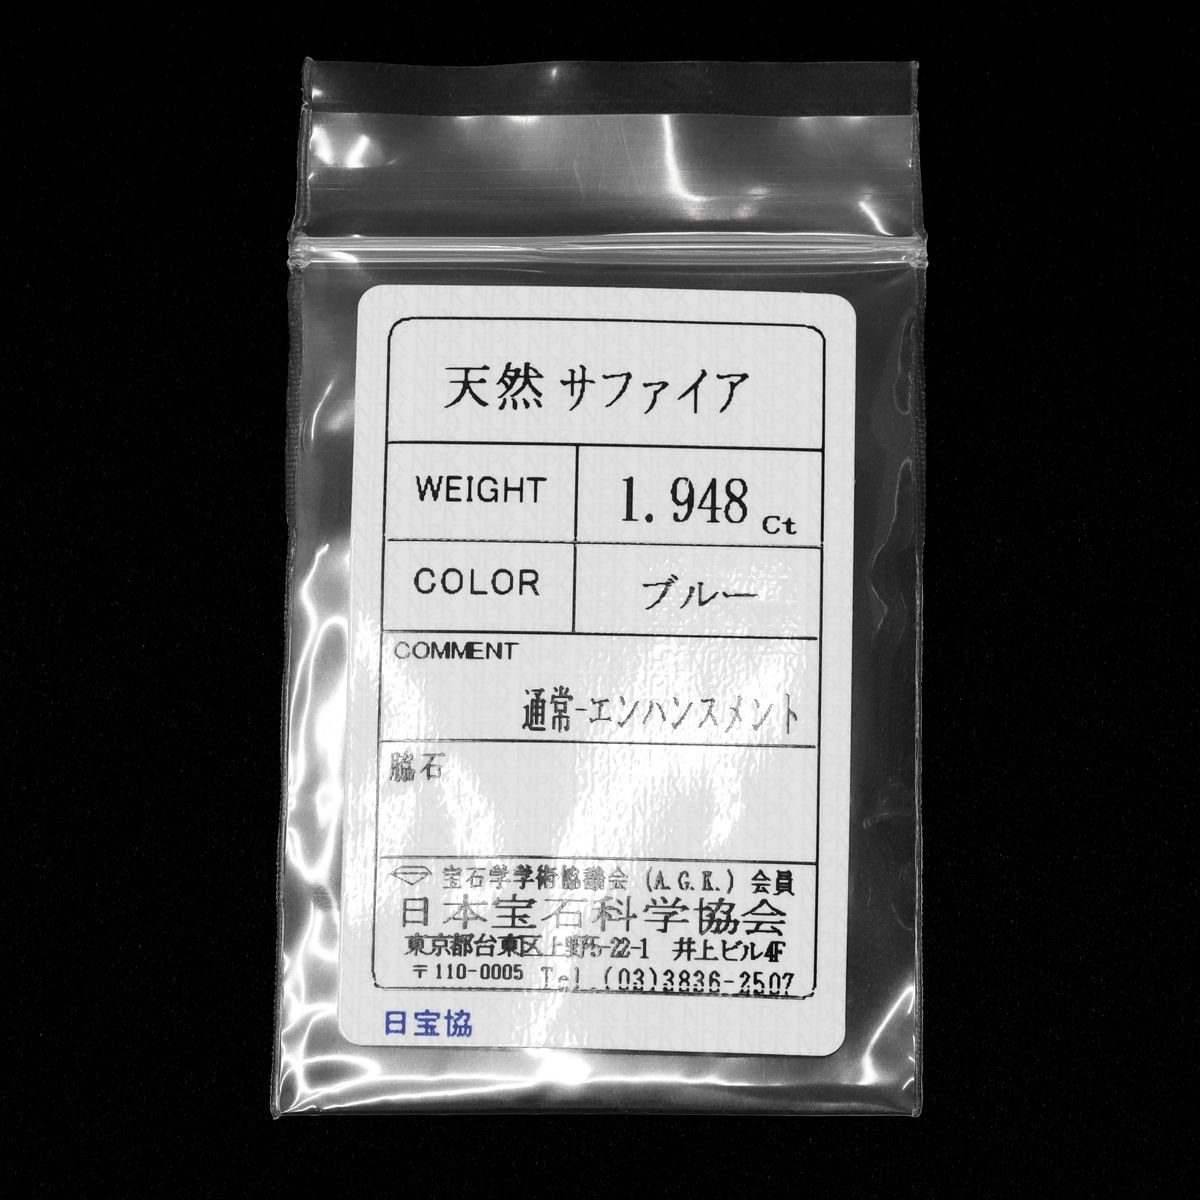 天然 サファイア
WEIGHT 1.948 Ct
COLOR ブルー
COMMENT
通常-エンハンスメント
脇石
宝石学学術協議会 (A.G.K.) 会員
日本宝石科学協会
東京都台東区上野5-22-1 井上ビル4F
〒110-0005 Tel.(03)3836-2507
日宝協